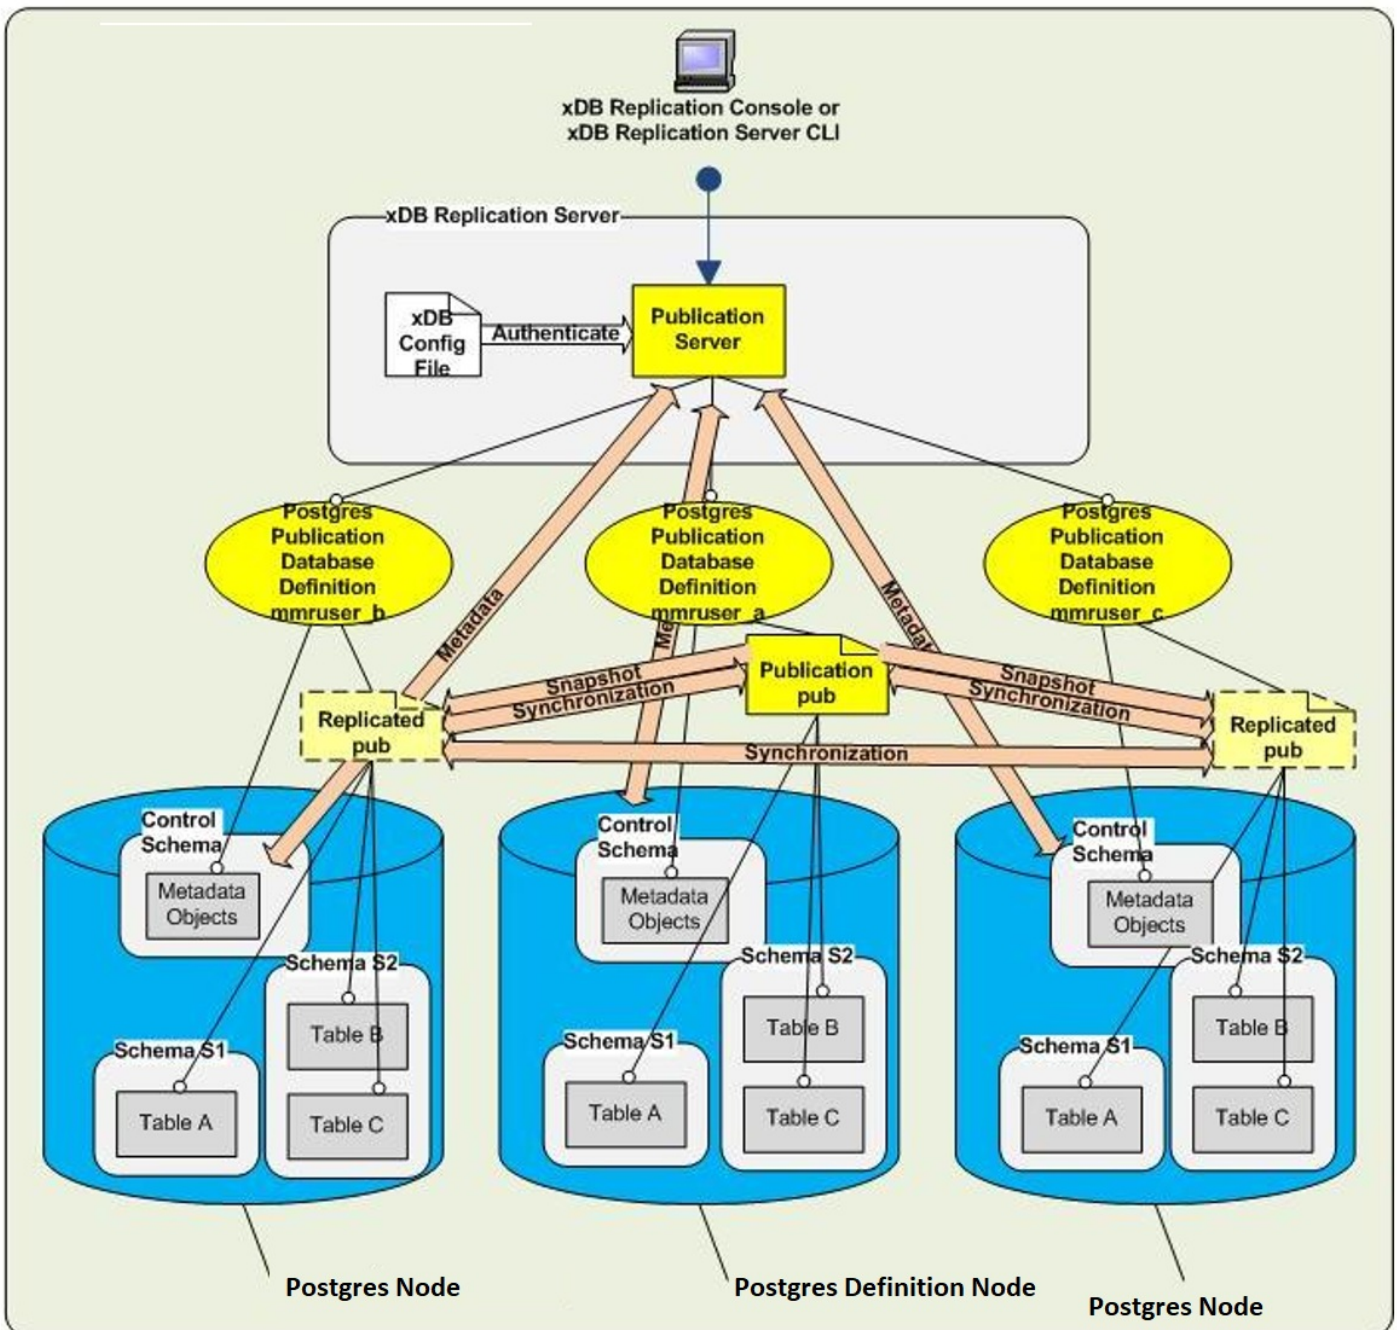 xDB Replication Console or
xDB Replication Server CLI
xDB Replication Server
xDB
Config
File
Authenticate
Publication
Server
Postgres
Publication
Database
Definition
mmruser_b
Postgres
Publication
Database
Definition
mmruser_a
Postgres
Publication
Database
Definition
mmruser_c
Metadata
Me
Metadat
Snapshot
Synchronization
Publication
pub
Snapshot
Synchronization
Replicated
pub
Synchronization
Replicated
pub
Control
Schema
Metadata
Objects
Schema S2
Table B
Schema S1
Table A
Table C
Control
Schema
Metadata
Objects
Schema S2
Table B
Schema S1
Table A
Table C
Control
Schema
Metadata
Objects
Schema S2
Table B
Schema S1
Table A
Table C
Postgres Node
Postgres Definition Node
Postgres Node